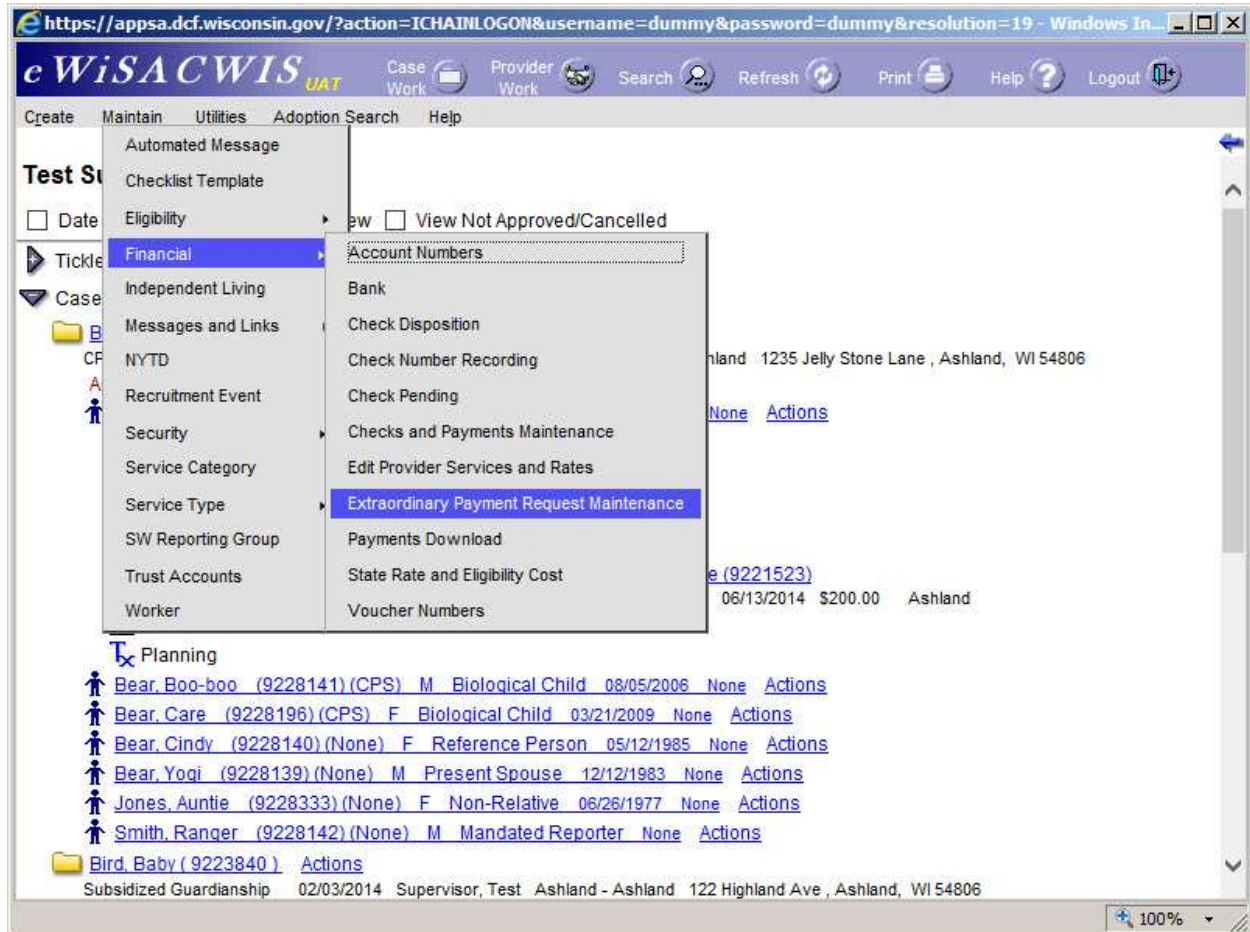 https://appsa.dcf.wisconsin.gov/?action=ICHAINLOGON&username=dummy&password=dummy&resolution=19 - Windows In...
eWiSACWIS UAT Case Work Provider Work Search Refresh Print Help Logout
Create Maintain Utilities Adoption Search Help
Automated Message
Test Su
Checklist Template
Date
Eligibility
ew View Not Approved/Cancelled
Tickle
Financial
Account Numbers
Case
Independent Living
Bank
B
Messages and Links
Check Disposition
CP
NYTD
Check Number Recording
hland 1235 Jelly Stone Lane , Ashland, WI 54806
A
Recruitment Event
Check Pending
None Actions
Security
Checks and Payments Maintenance
Service Category
Edit Provider Services and Rates
Service Type
Extraordinary Payment Request Maintenance
SW Reporting Group
Payments Download
Trust Accounts
State Rate and Eligibility Cost
e (9221523)
Worker
Voucher Numbers
06/13/2014 $200.00 Ashland
Tx Planning
Bear, Boo-boo (9228141) (CPS) M Biological Child 08/05/2006 None Actions
Bear, Care (9228196) (CPS) F Biological Child 03/21/2009 None Actions
Bear, Cindy (9228140) (None) F Reference Person 05/12/1985 None Actions
Bear, Yogi (9228139) (None) M Present Spouse 12/12/1983 None Actions
Jones, Auntie (9228333) (None) F Non-Relative 06/26/1977 None Actions
Smith, Ranger (9228142) (None) M Mandated Reporter None Actions
Bird, Baby ( 9223840 ) Actions
Subsidized Guardianship 02/03/2014 Supervisor, Test Ashland - Ashland 122 Highland Ave , Ashland, WI 54806
100%